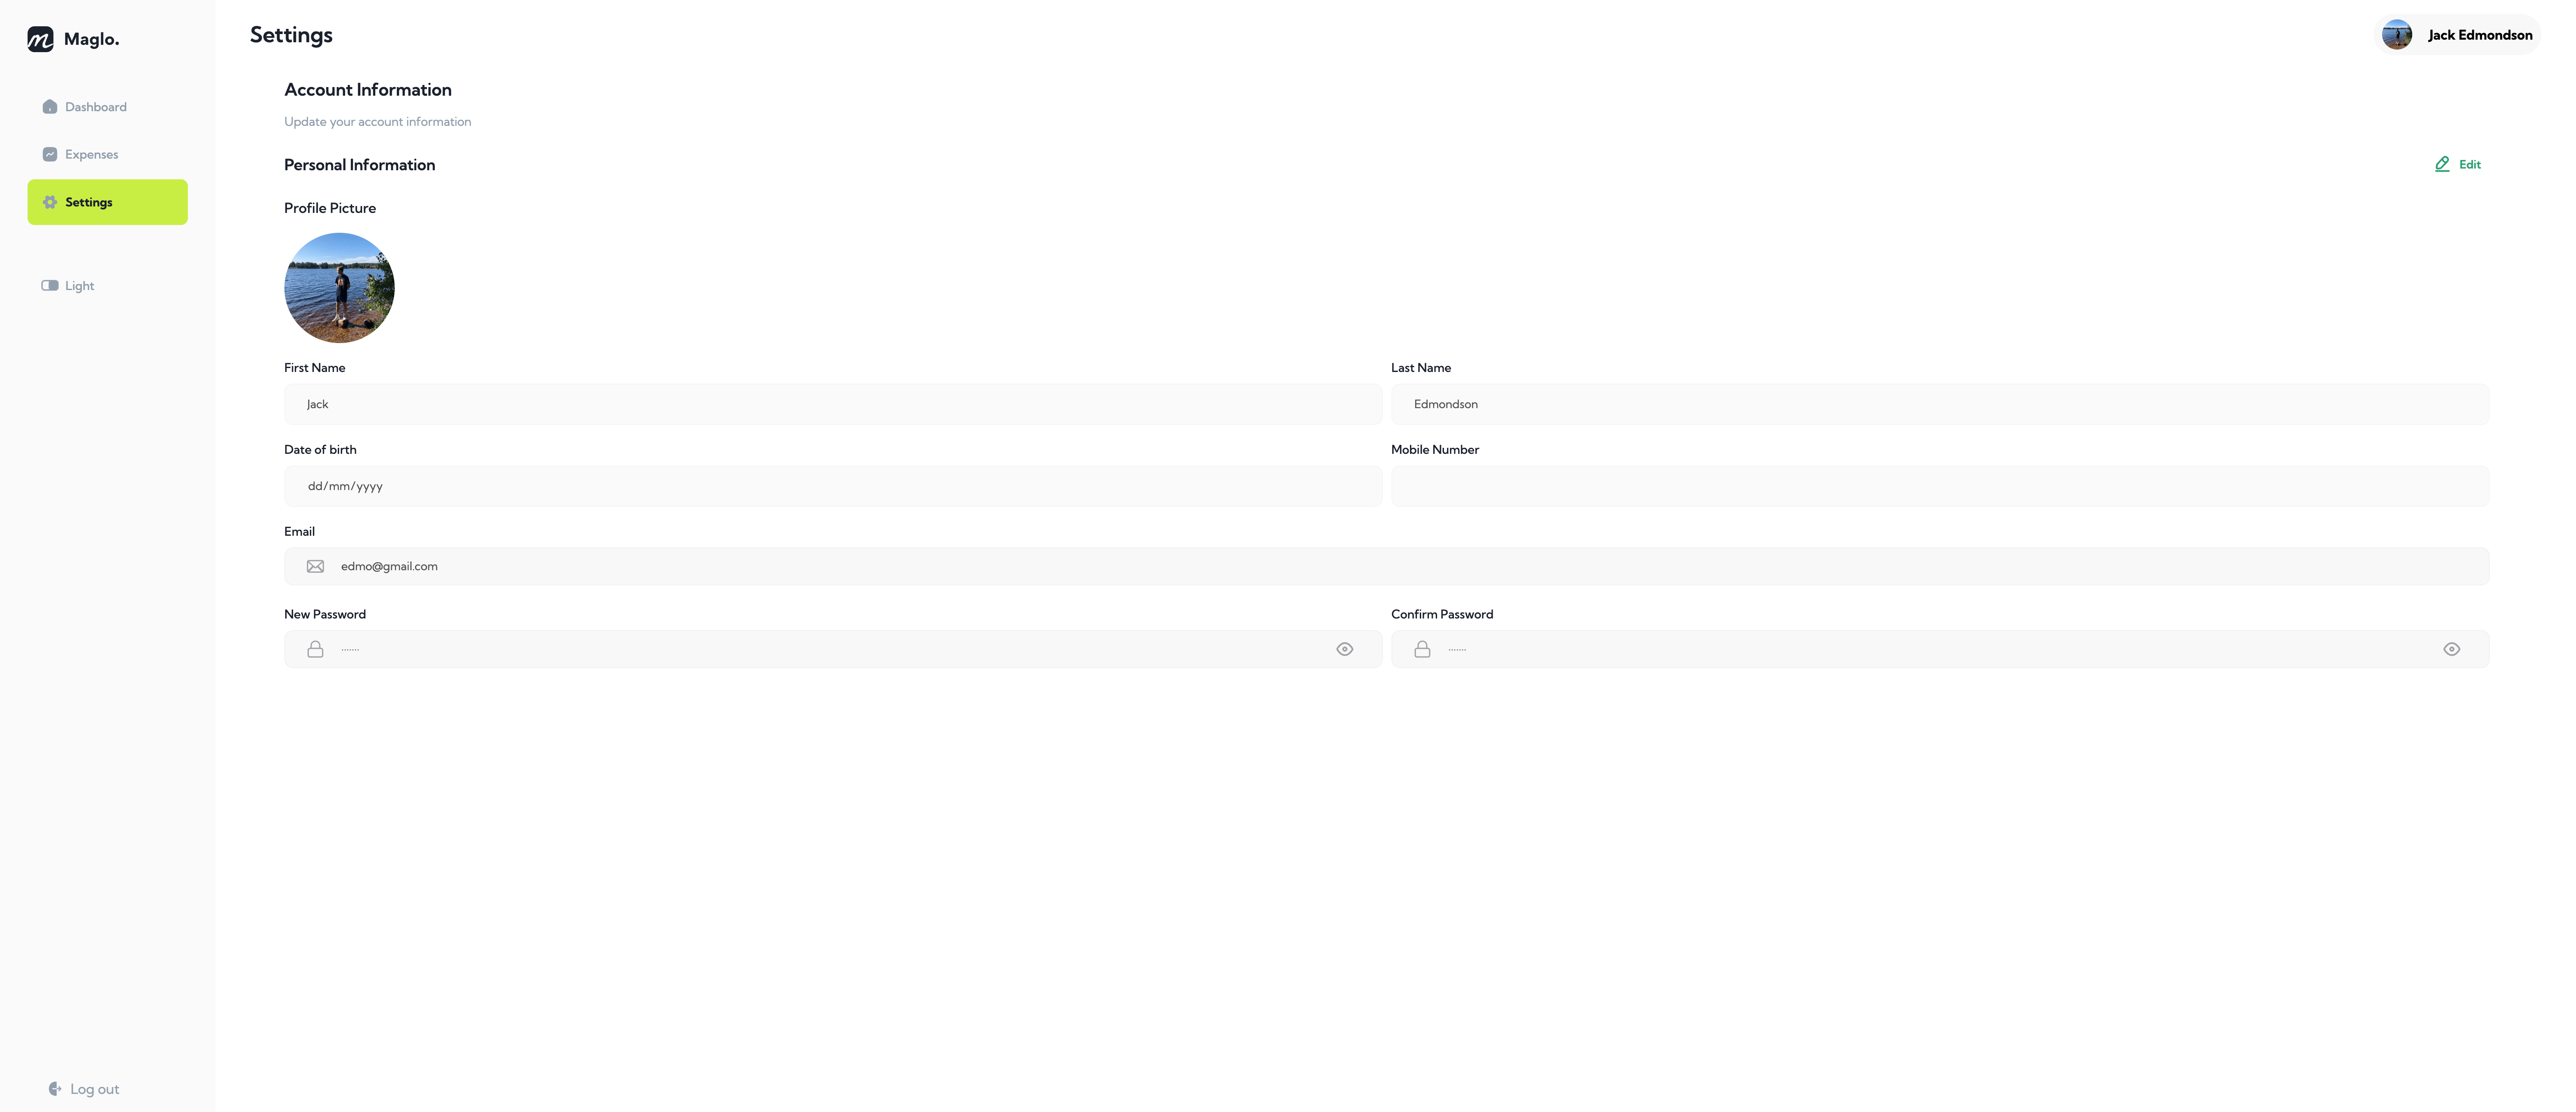 Maglo.
Settings
Jack Edmondson
Dashboard
Expenses
Settings
Light
Log out
Account Information
Update your account information
Personal Information
Edit
Profile Picture
First Name
Last Name
Jack
Edmondson
Date of birth
Mobile Number
dd/mm/yyyy
Email
edmo@gmail.com
New Password
Confirm Password
.......
.......